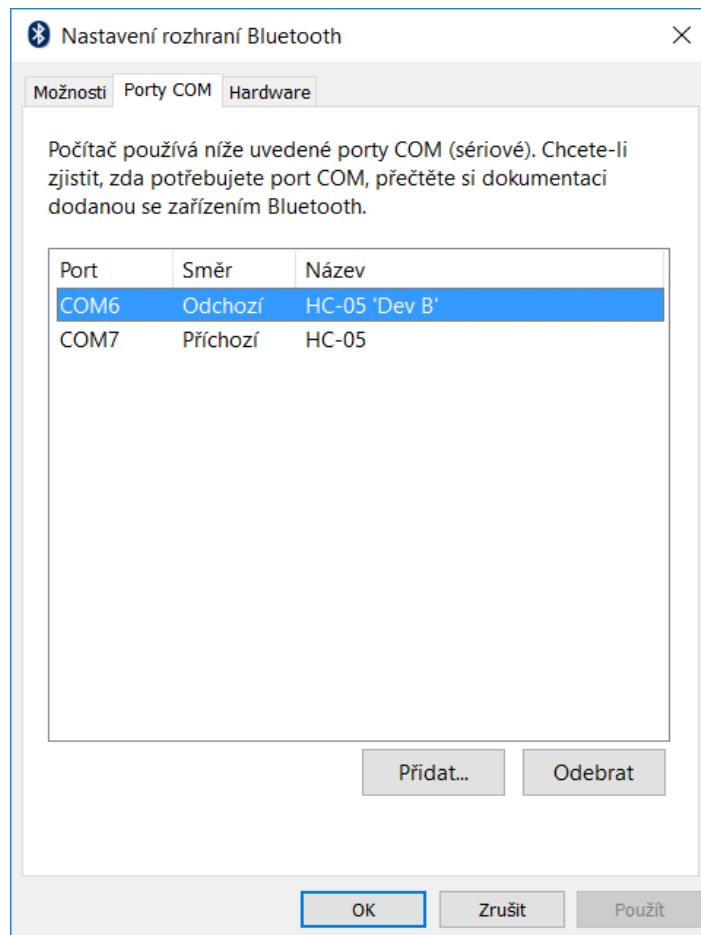 Nastavení rozhraní Bluetooth
Možnosti Porty COM Hardware
Počítač používá níže uvedené porty COM (sériové). Chcete-li
zjistit, zda potřebujete port COM, přečtěte si dokumentaci
dodanou se zařízením Bluetooth.
Port Směr Název
COM6 Odchozí HC-05 'Dev B'
COM7 Příchozí HC-05
Přidat... Odebrat
OK Zrušit Použít